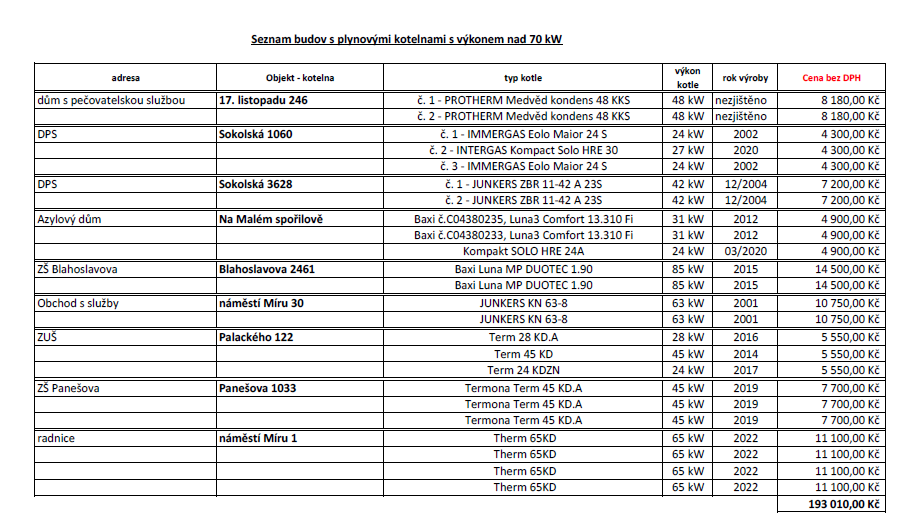 Seznam budov s plynovými kotelnami s výkonem nad 70 kW
adresa Objekt - kotelna typ kotle výkon kotle rok výroby Cena bez DPH
dům s pečovatelskou službou 17. listopadu 246 č. 1 - PROTHERM Medvěd kondens 48 KKS 48 kW nezjištěno 8 180,00 Kč
č. 2 - PROTHERM Medvěd kondens 48 KKS 48 kW nezjištěno 8 180,00 Kč
DPS Sokolská 1060 č. 1 - IMMERGAS Eolo Maior 24 S 24 kW 2002 4 300,00 Kč
č. 2 - INTERGAS Kompact Solo HRE 30 27 kW 2020 4 300,00 Kč
č. 3 - IMMERGAS Eolo Maior 24 S 24 kW 2002 4 300,00 Kč
DPS Sokolská 3628 č. 1 - JUNKERS ZBR 11-42 A 23S 42 kW 12/2004 7 200,00 Kč
č. 2 - JUNKERS ZBR 11-42 A 23S 42 kW 12/2004 7 200,00 Kč
Azylový dům Na Malém spořilově Baxi č.C04380235, Luna3 Comfort 13.310 Fi 31 kW 2012 4 900,00 Kč
Baxi č.C04380233, Luna3 Comfort 13.310 Fi 31 kW 2012 4 900,00 Kč
Kompakt SOLO HRE 24A 24 kW 03/2020 4 900,00 Kč
ZŠ Blahoslavova Blahoslavova 2461 Baxi Luna MP DUOTEC 1.90 85 kW 2015 14 500,00 Kč
Baxi Luna MP DUOTEC 1.90 85 kW 2015 14 500,00 Kč
Obchod s služby náměstí Míru 30 JUNKERS KN 63-8 63 kW 2001 10 750,00 Kč
JUNKERS KN 63-8 63 kW 2001 10 750,00 Kč
ZUŠ Palackého 122 Term 28 KD.A 28 kW 2016 5 550,00 Kč
Term 45 KD 45 kW 2014 5 550,00 Kč
Term 24 KDZN 24 kW 2017 5 550,00 Kč
ZŠ Panešova Panešova 1033 Termona Term 45 KD.A 45 kW 2019 7 700,00 Kč
Termona Term 45 KD.A 45 kW 2019 7 700,00 Kč
Termona Term 45 KD.A 45 kW 2019 7 700,00 Kč
radnice náměstí Míru 1 Therm 65KD 65 kW 2022 11 100,00 Kč
Therm 65KD 65 kW 2022 11 100,00 Kč
Therm 65KD 65 kW 2022 11 100,00 Kč
Therm 65KD 65 kW 2022 11 100,00 Kč
193 010,00 Kč